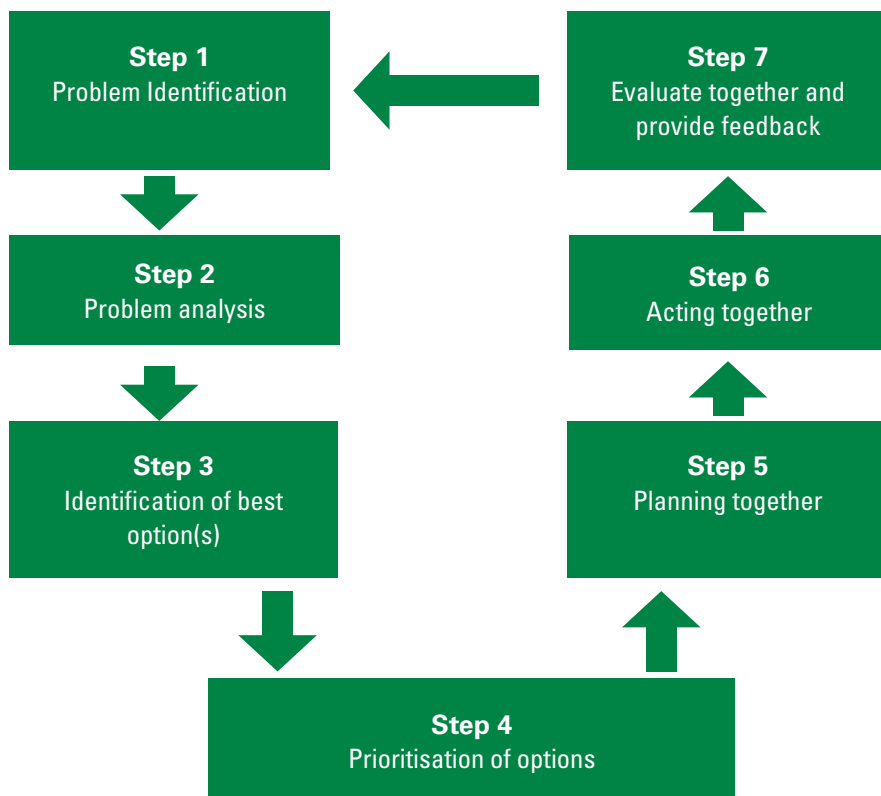 Step 1
Problem Identification
Step 2
Problem analysis
Step 3
Identification of best
option(s)
Step 4
Prioritisation of options
Step 5
Planning together
Step 6
Acting together
Step 7
Evaluate together and
provide feedback